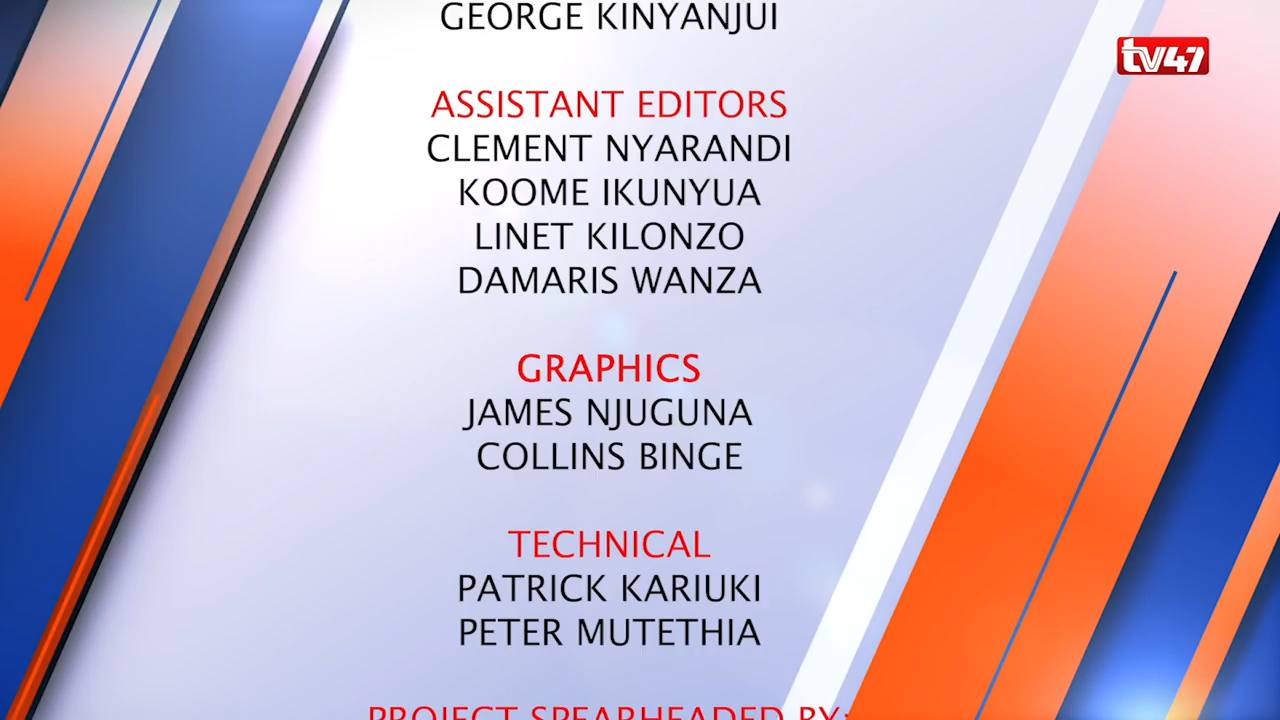 GEORGE KINYANJUI
tv47
ASSISTANT EDITORS
CLEMENT NYARANDI
KOOME IKUNYUA
LINET KILONZO
DAMARIS WANZA
GRAPHICS
JAMES NJUGUNA
COLLINS BINGE
TECHNICAL
PATRICK KARIUKI
PETER MUTETHIA
PROJECT SPEARHEADED BY: